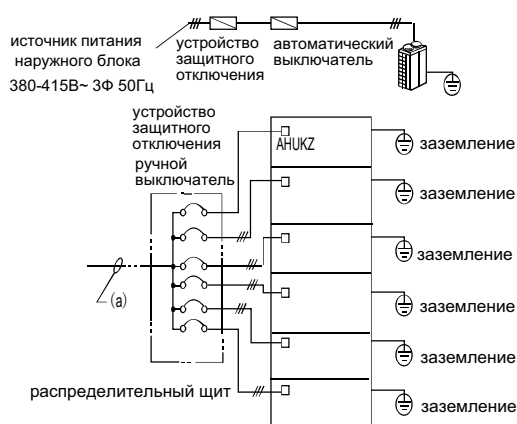 источник питания
наружного блока
380-415В~ 3Ф 50Гц
устройство
защитного
отключения
автоматический
выключатель
устройство
защитного
отключения
ручной
выключатель
AHUKZ
заземление
заземление
заземление
(a)
заземление
заземление
распределительный щит
заземление